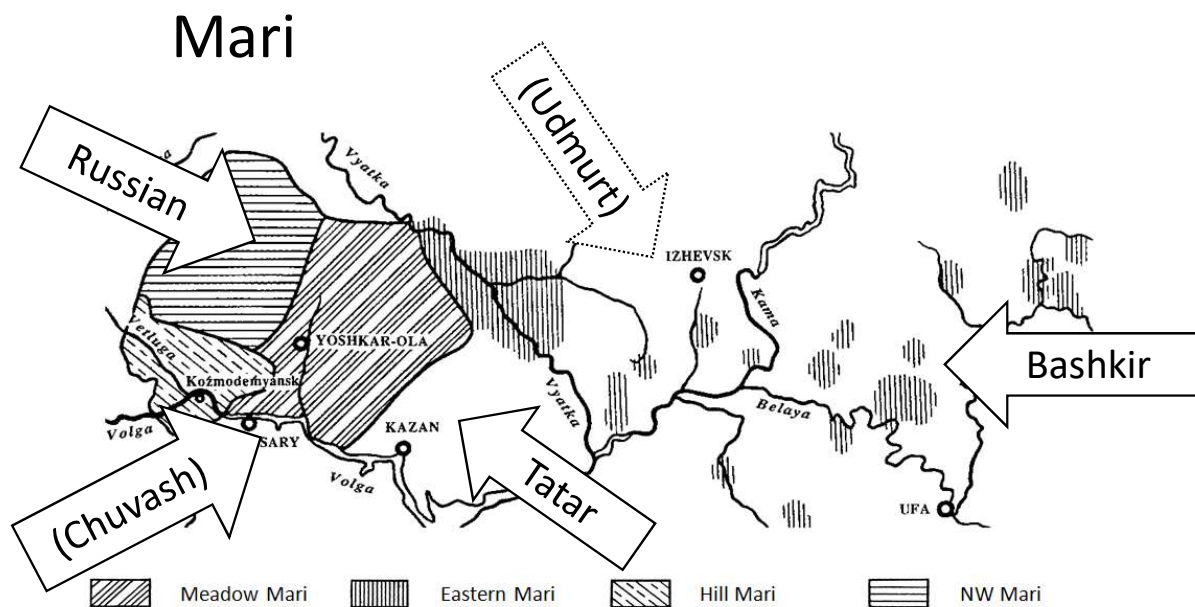 Mari
Russian
(Udmurt)
Vyatka
IZHEVSK
Kama
Vetluga
YOSHKAR-OLA
Bashkir
Koźmodemyansk
Vyatka
Belaya
Volga
SARY
KAZAN
(Chuvash)
Volga
Tatar
UFA
Meadow Mari
Eastern Mari
Hill Mari
NW Mari